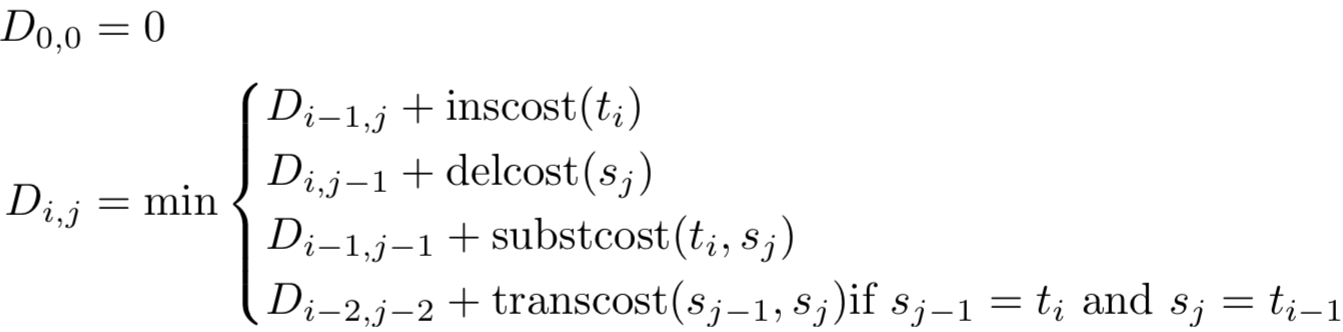 D_{0,0} = 0
D_{i,j} = min {
D_{i-1,j} + inscost(t_i)
D_{i,j-1} + delcost(s_j)
D_{i-1,j-1} + substcost(t_i, s_j)
D_{i-2,j-2} + transcost(s_{j-1}, s_j)if s_{j-1} = t_i and s_j = t_{i-1}